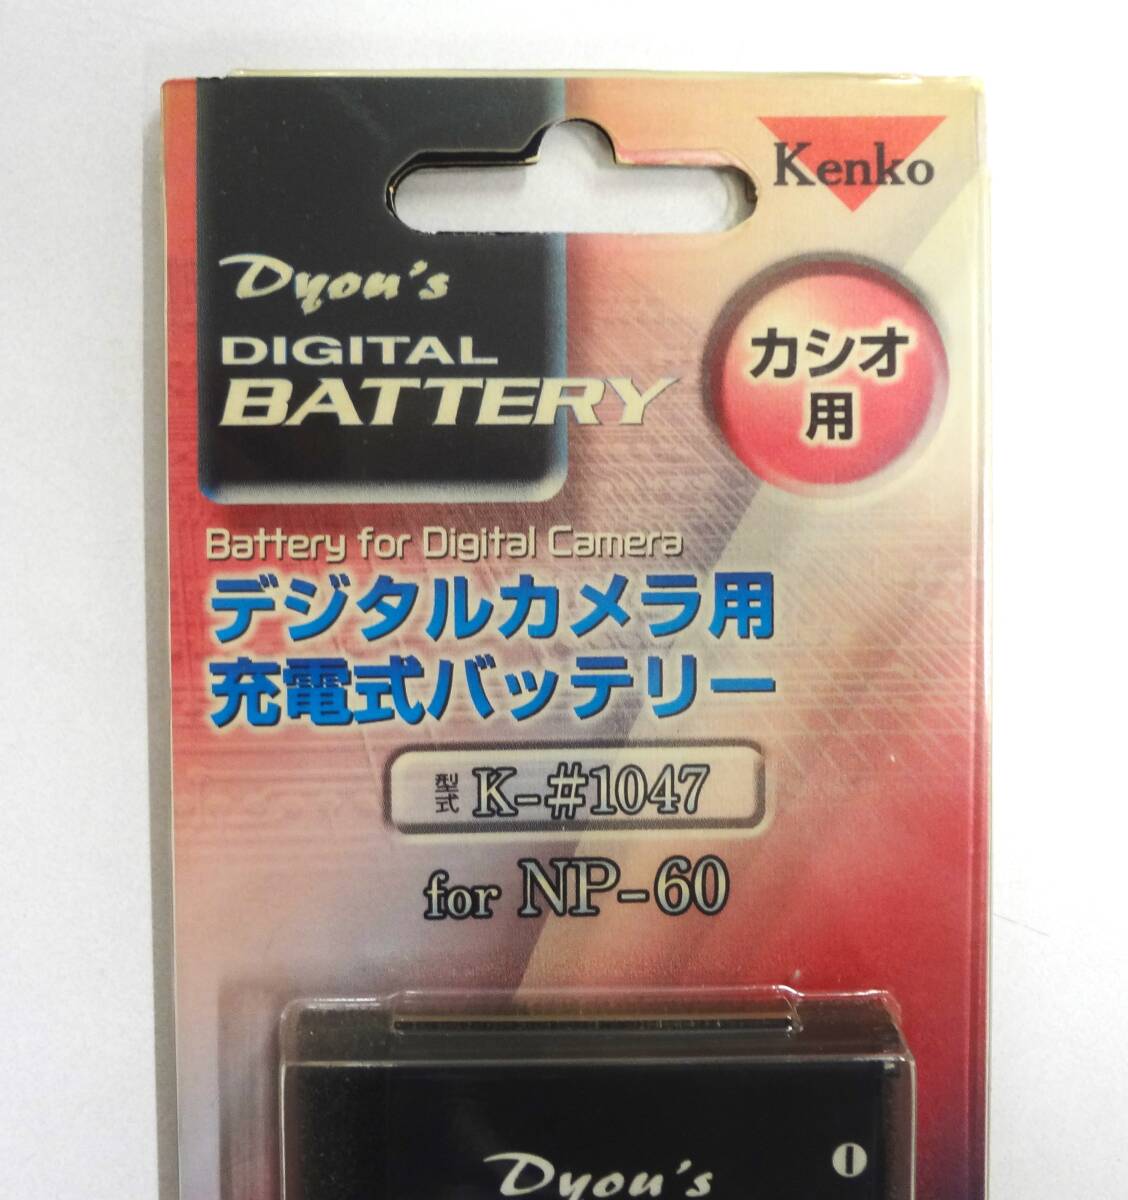 Kenko
Dyou's
DIGITAL
BATTERY
カシオ
用
Battery for Digital Camera
デジタルカメラ用
充電式バッテリー
型式 K-#1047
for NP-60
Dyou's